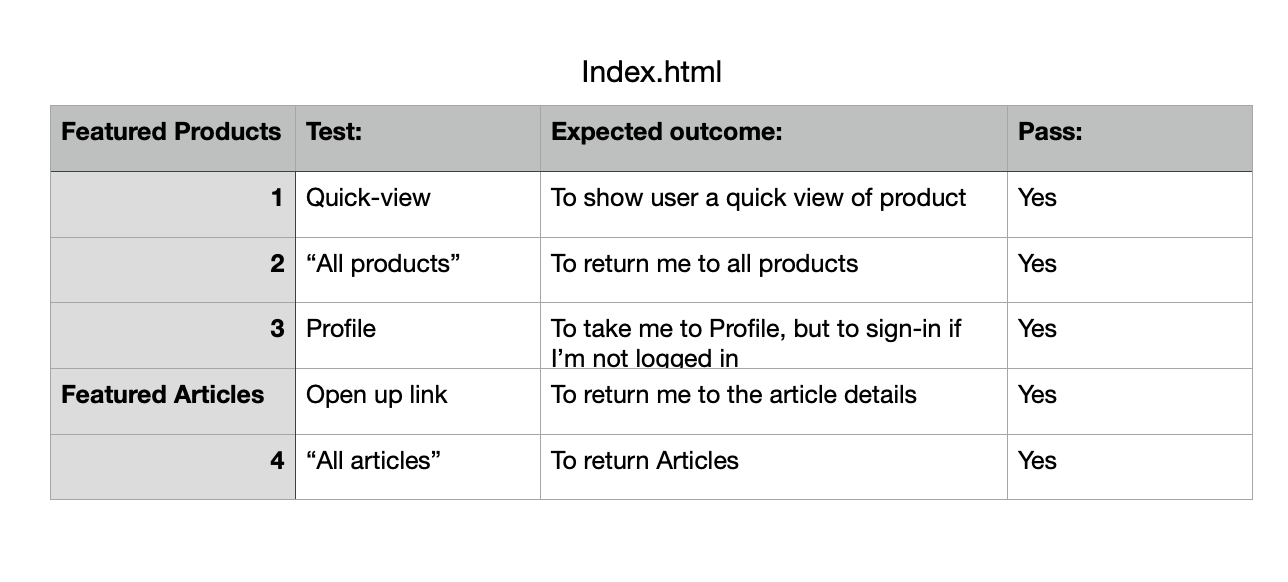 Index.html
Featured Products Test: Expected outcome: Pass:
1 Quick-view To show user a quick view of product Yes
2 “All products” To return me to all products Yes
3 Profile To take me to Profile, but to sign-in if Yes
I’m not logged in
Featured Articles Open up link To return me to the article details Yes
4 “All articles” To return Articles Yes